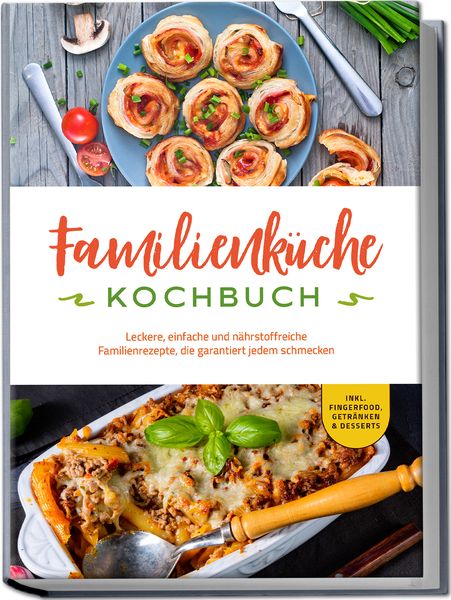 Familienküche
KOCHBUCH
Leckere, einfache und nährstoffreiche
Familienrezepte, die garantiert jedem schmecken
INKL.
FINGERFOOD,
GETRÄNKEN
& DESSERTS